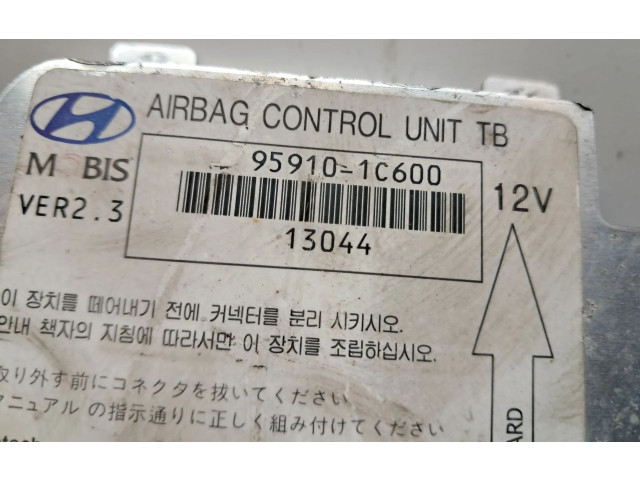 AIRBAG CONTROL UNIT TB
M BIS
VER2.3
95910-1C600
13044
12V
이 장치를 떼어내기 전에 커넥터를 분리 시키시오.
안내 책자의 지침에 따라서만 이 장치를 조립하십시오.
取り外す前にコネクタを抜いてください
マニュアル の指示通りに正しく組み付けてください